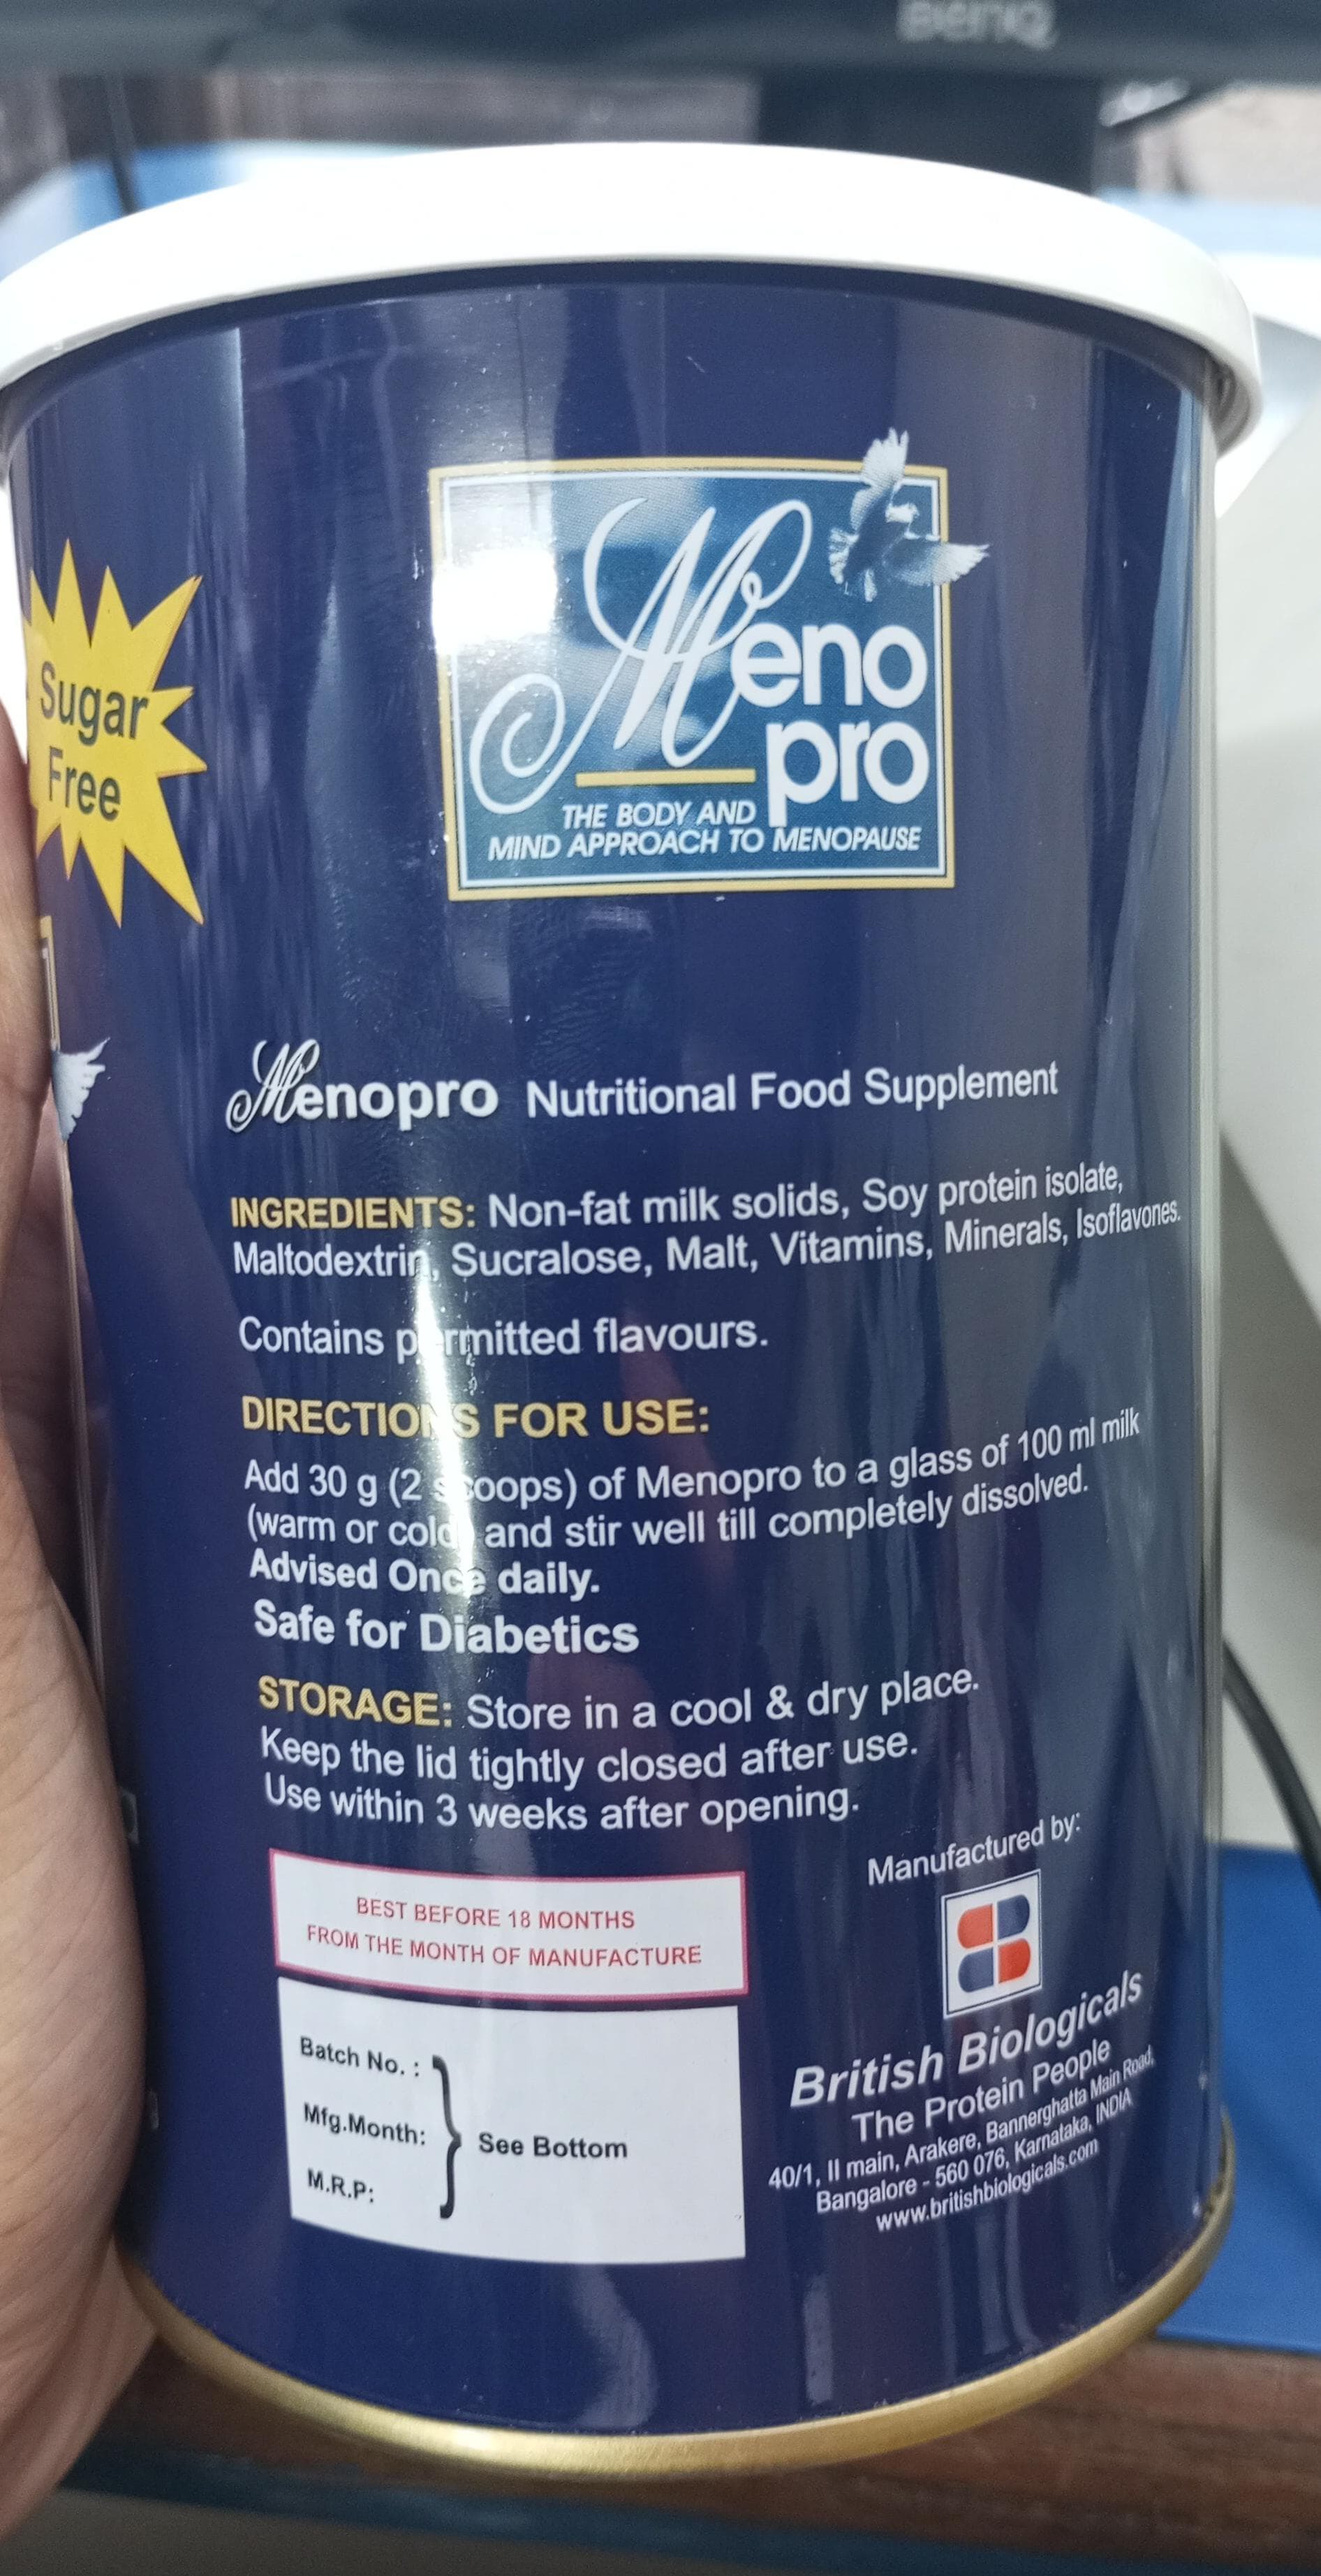 BenQ
Sugar
Free
Meno
pro
THE BODY AND
MIND APPROACH TO MENOPAUSE
Menopro Nutritional Food Supplement
INGREDIENTS: Non-fat milk solids, Soy protein isolate,
Maltodextrin, Sucralose, Malt, Vitamins, Minerals, Isoflavones.
Contains permitted flavours.
DIRECTIONS FOR USE:
Add 30 g (2 scoops) of Menopro to a glass of 100 ml milk
(warm or cold) and stir well till completely dissolved.
Advised Once daily.
Safe for Diabetics
STORAGE: Store in a cool & dry place.
Keep the lid tightly closed after use.
Use within 3 weeks after opening.
BEST BEFORE 18 MONTHS
FROM THE MONTH OF MANUFACTURE
Batch No. :
Mfg.Month:
M.R.P:
See Bottom
Manufactured by:
British Biologicals
The Protein People
40/1, II main, Arakere, Bannerghatta Main Road,
Bangalore - 560 076, Karnataka, INDIA
www.britishbiologicals.com